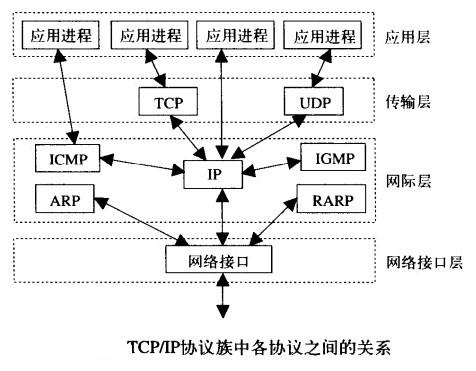 应用进程 应用进程 应用进程 应用进程 应用层
TCP UDP 传输层
ICMP IP IGMP
ARP RARP 网际层
网络接口 网络接口层
TCP/IP协议族中各协议之间的关系